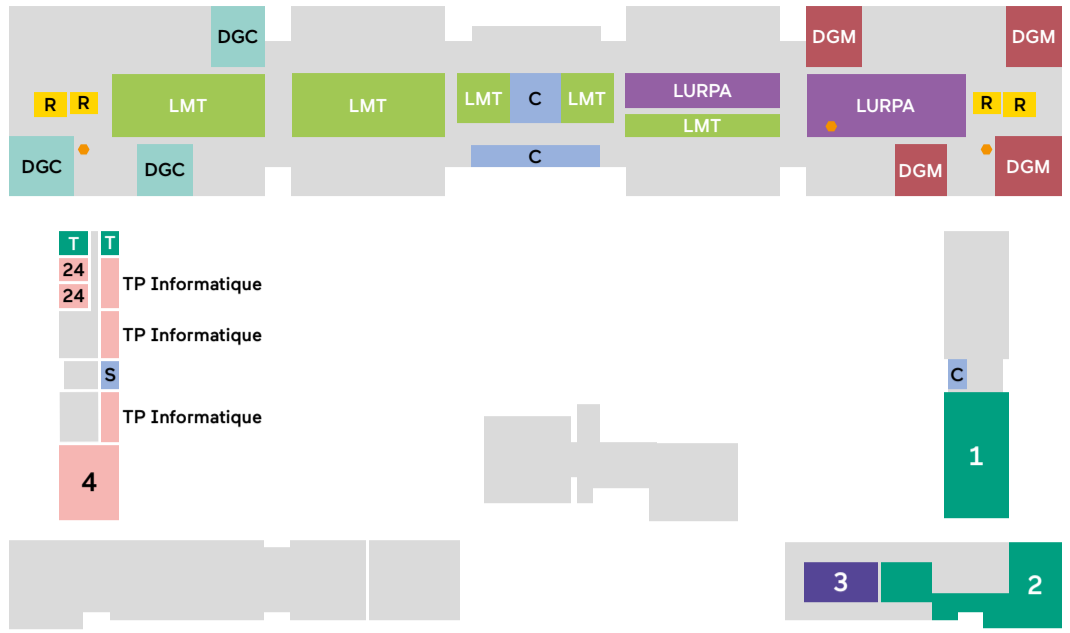 DGC
DGM
DGM
R
R
LMT
LMT
LMT
C
LMT
LURPA
LMT
LURPA
R
R
DGC
DGC
C
DGM
DGM
T
T
24
24
TP Informatique
TP Informatique
S
C
TP Informatique
4
1
3
2